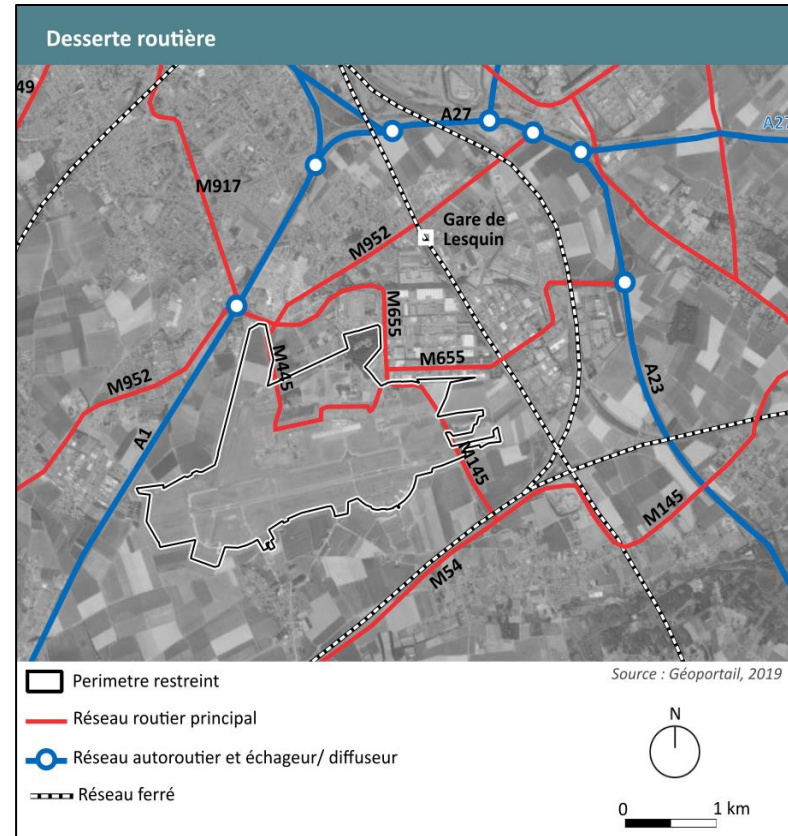 Desserte routière
49
A27
A27
M917
Gare de
Lesquin
M952
M655
M445
M655
M952
A23
A1
M145
M145
M54
Source : Géoportail, 2019
Perimetre restreint
Réseau routier principal
Réseau autoroutier et échageur/ diffuseur
Réseau ferré
N
0 1 km